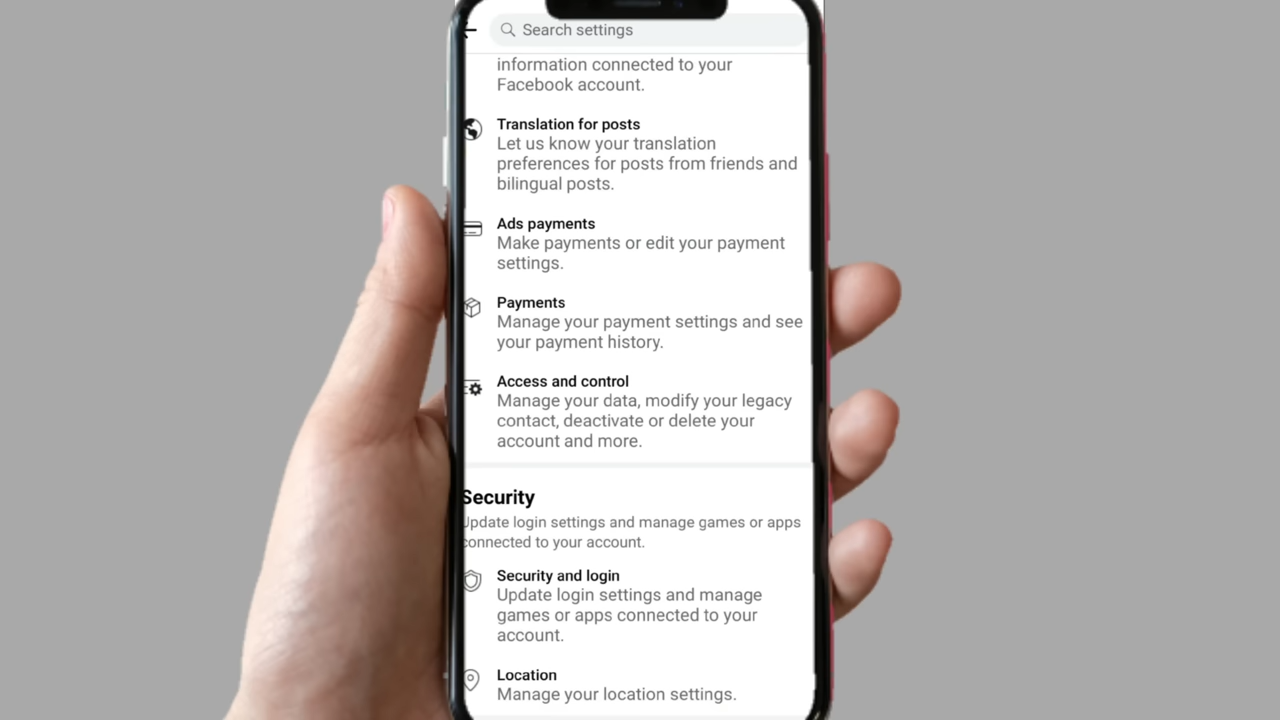 Search settings
information connected to your
Facebook account.
Translation for posts
Let us know your translation
preferences for posts from friends and
bilingual posts.
Ads payments
Make payments or edit your payment
settings.
Payments
Manage your payment settings and see
your payment history.
Access and control
Manage your data, modify your legacy
contact, deactivate or delete your
account and more.
Security
Update login settings and manage games or apps
connected to your account.
Security and login
Update login settings and manage
games or apps connected to your
account.
Location
Manage your location settings.